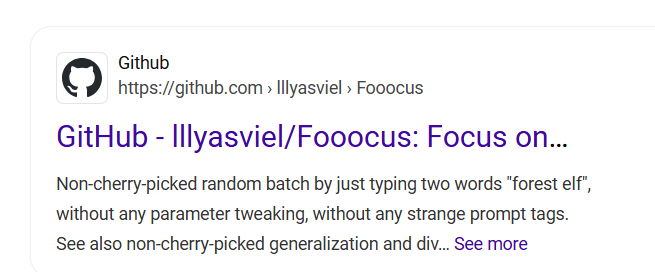 Github
https://github.com › lllyasviel › Fooocus
GitHub - lllyasviel/Fooocus: Focus on...
Non-cherry-picked random batch by just typing two words "forest elf",
without any parameter tweaking, without any strange prompt tags.
See also non-cherry-picked generalization and div... See more